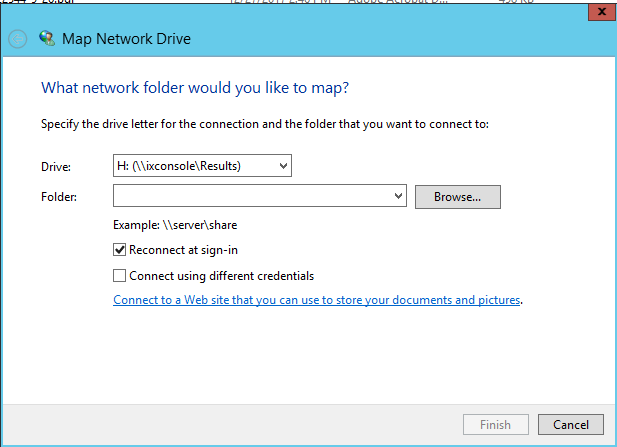 Map Network Drive
What network folder would you like to map?
Specify the drive letter for the connection and the folder that you want to connect to:
Drive: H: (\\ixconsole\Results)
Folder: Browse...
Example: \\server\share
Reconnect at sign-in
Connect using different credentials
Connect to a Web site that you can use to store your documents and pictures.
Finish Cancel